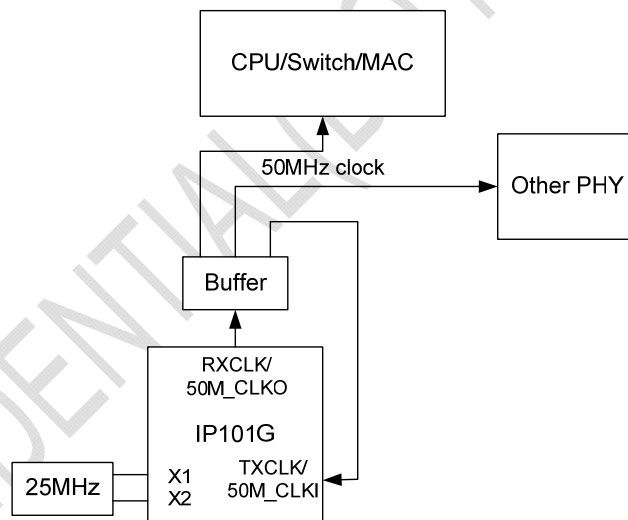 CPU/Switch/MAC
50MHz clock
Other PHY
Buffer
RXCLK/
50M_CLKO
IP101G
25MHz
X1
X2
TXCLK/
50M_CLKI